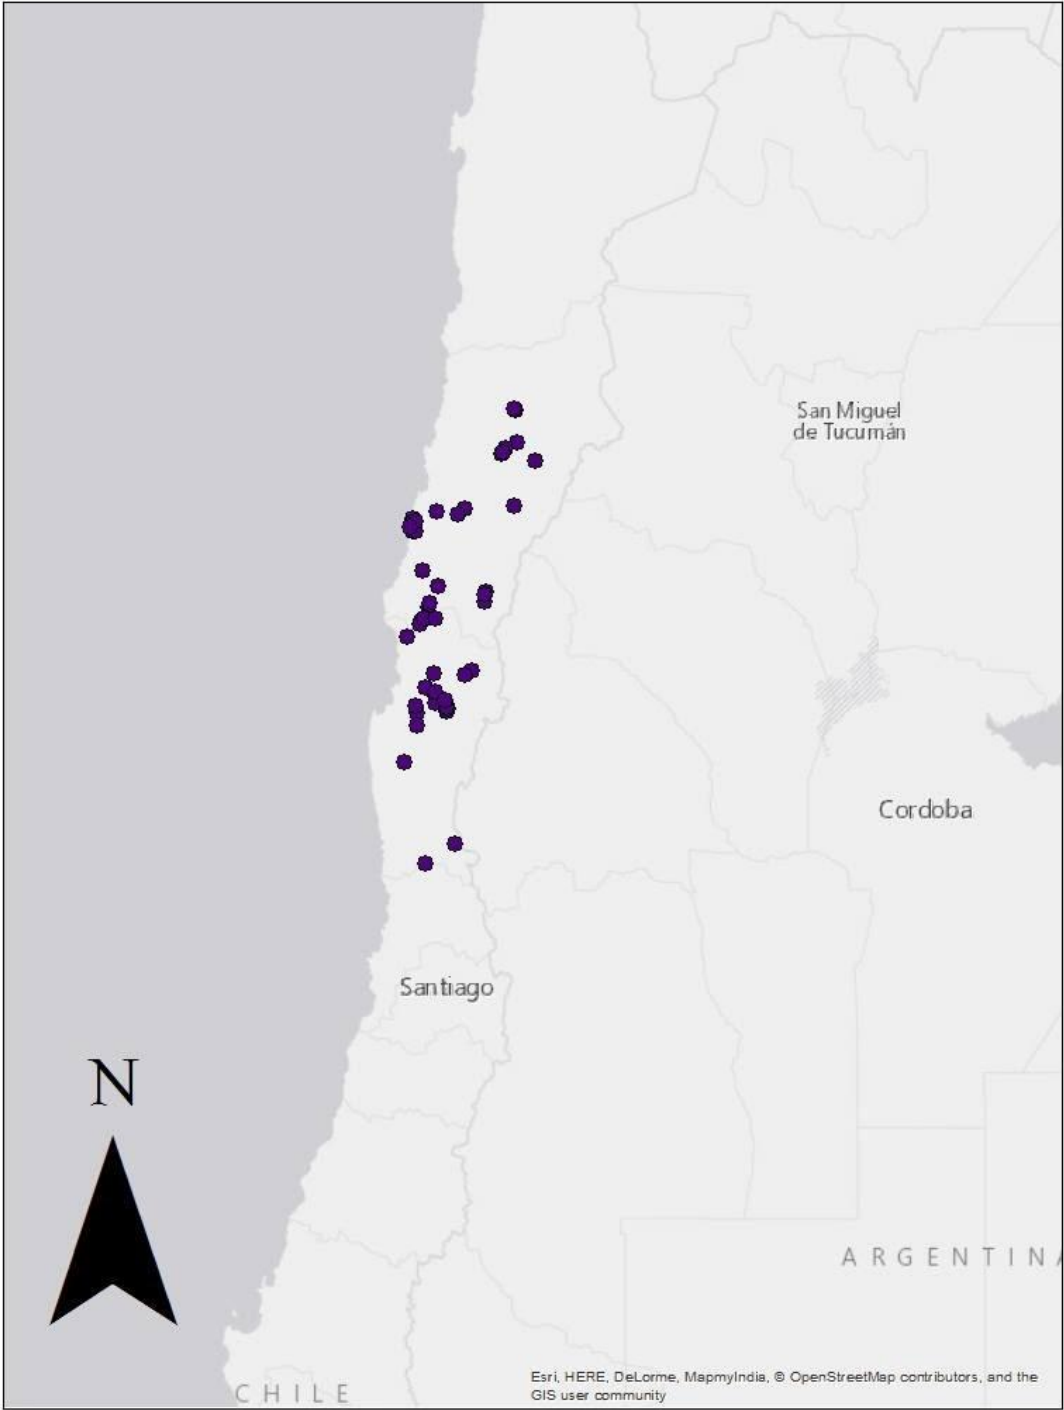 San Miguel
de Tucumán
Cordoba
Santiago
N
ARGENTINA
CHILE
Esri, HERE, DeLorme, MapmyIndia, © OpenStreetMap contributors, and the
GIS user community